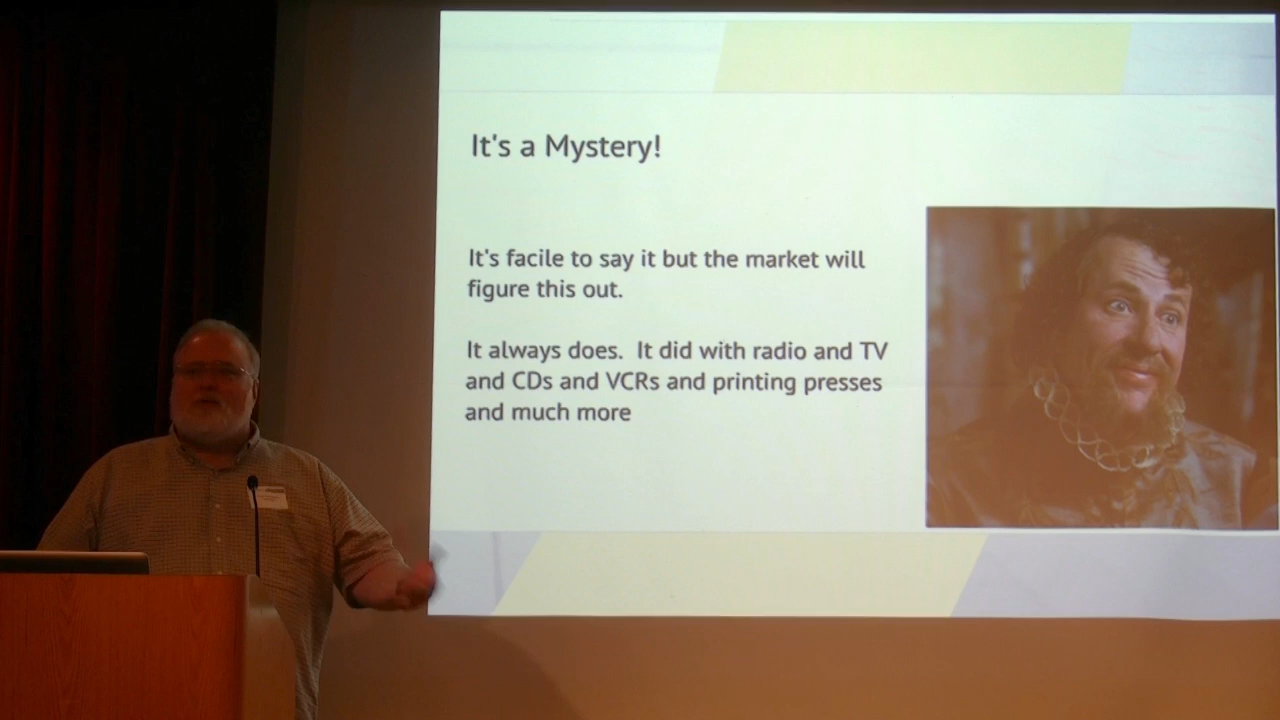 It's a Mystery!
It's facile to say it but the market will
figure this out.
It always does.  It did with radio and TV
and CDs and VCRs and printing presses
and much more